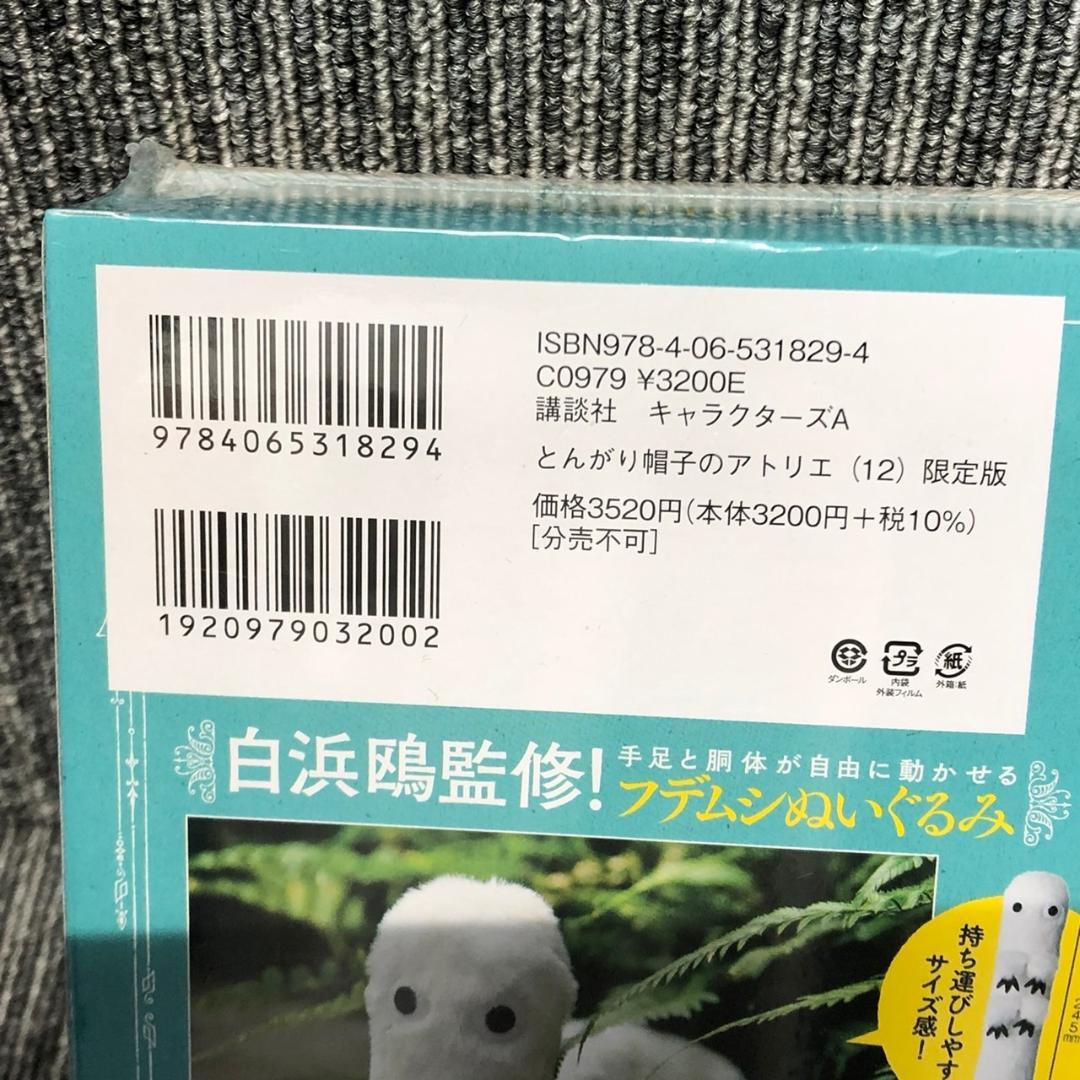 ISBN978-4-06-531829-4
C0979 ¥3200E
講談社　キャラクターズA
9784065318294
とんがり帽子のアトリエ（12）限定版
価格3520円（本体3200円＋税10%）
[分売不可]
1920979032002
ダンボール
プラ
内袋
外装フィルム
紙
外箱:紙
白浜鴎監修!
手足と胴体が自由に動かせる
フデムシぬいぐるみ
持ち運びしやす
サイズ感!
245mm